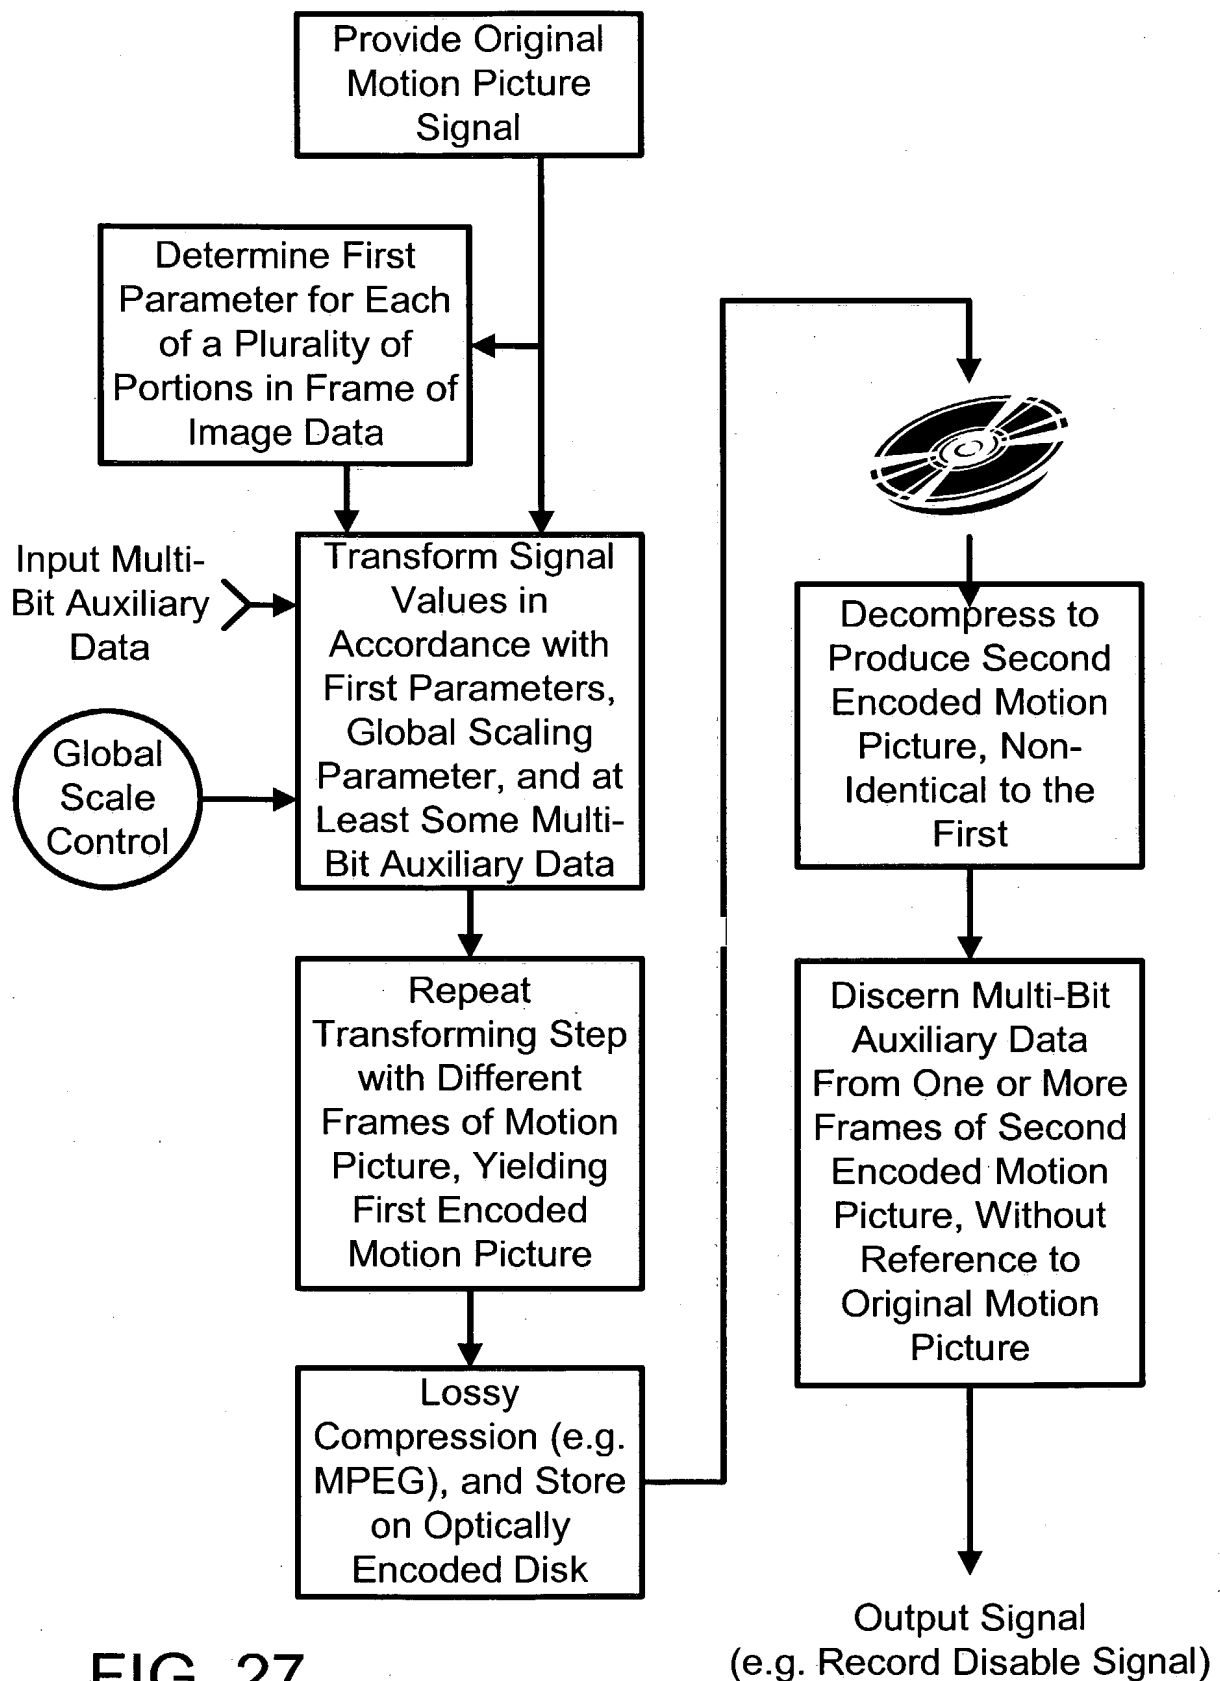 Provide Original
Motion Picture
Signal
Determine First
Parameter for Each
of a Plurality of
Portions in Frame of
Image Data
Input Multi-
Bit Auxiliary
Data
Global
Scale
Control
Transform Signal
Values in
Accordance with
First Parameters,
Global Scaling
Parameter, and at
Least Some Multi-
Bit Auxiliary Data
Repeat
Transforming Step
with Different
Frames of Motion
Picture, Yielding
First Encoded
Motion Picture
Lossy
Compression (e.g.
MPEG), and Store
on Optically
Encoded Disk
Decompress to
Produce Second
Encoded Motion
Picture, Non-
Identical to the
First
Discern Multi-Bit
Auxiliary Data
From One or More
Frames of Second
Encoded Motion
Picture, Without
Reference to
Original Motion
Picture
Output Signal
(e.g. Record Disable Signal)
FIG. 27